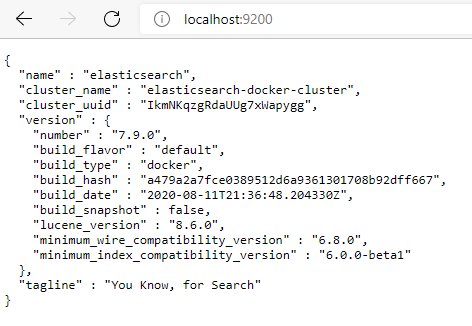 localhost:9200
{
  "name" : "elasticsearch",
  "cluster_name" : "elasticsearch-docker-cluster",
  "cluster_uuid" : "IkmNKqzgRdaUUg7xWapygg",
  "version" : {
    "number" : "7.9.0",
    "build_flavor" : "default",
    "build_type" : "docker",
    "build_hash" : "a479a2a7fce0389512d6a9361301708b92dff667",
    "build_date" : "2020-08-11T21:36:48.204330Z",
    "build_snapshot" : false,
    "lucene_version" : "8.6.0",
    "minimum_wire_compatibility_version" : "6.8.0",
    "minimum_index_compatibility_version" : "6.0.0-beta1"
  },
  "tagline" : "You Know, for Search"
}